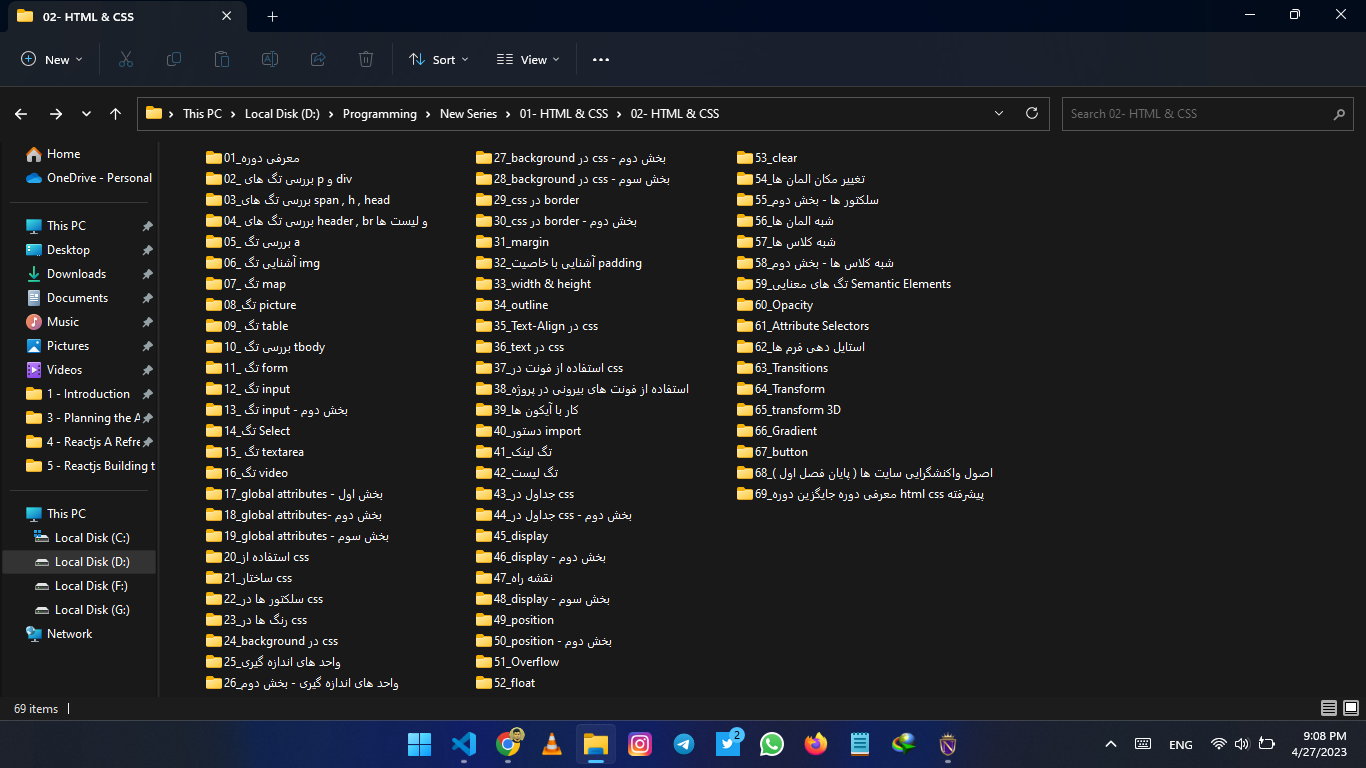 02- HTML & CSS
New
Sort
View
This PC
Local Disk (D:)
Programming
New Series
01- HTML & CSS
02- HTML & CSS
Search 02- HTML & CSS
Home
OneDrive - Personal
This PC
Desktop
Downloads
Documents
Music
Pictures
Videos
1 - Introduction
3 - Planning the A
4 - Reactjs A Refre
5 - Reactjs Building t
This PC
Local Disk (C:)
Local Disk (D:)
Local Disk (F:)
Local Disk (G:)
Network
01_معرفی دوره
02_ بررسی تگ های p و div
03_بررسی تگ های span , h , head
04_ بررسی تگ های header , br و لیست ها
05_ بررسی تگ a
06_ آشنایی تگ img
07_ تگ map
08_ تگ picture
09_ تگ table
10_ بررسی تگ tbody
11_ تگ form
12_ تگ input
13_ تگ input - بخش دوم
14_ تگ Select
15_ تگ textarea
16_ تگ video
17_global attributes - بخش اول
18_global attributes- بخش دوم
19_global attributes - بخش سوم
20_استفاده از css
21_ساختار css
22_سلکتور ها در css
23_رنگ ها در css
24_background در css
25_واحد های اندازه گیری
26_واحد های اندازه گیری - بخش دوم
27_background در css - بخش دوم
28_background در css - بخش سوم
29_css در border
30_css در border - بخش دوم
31_margin
32_آشنایی با خاصیت padding
33_width & height
34_outline
35_Text-Align در css
36_text در css
37_استفاده از فونت در css
38_استفاده از فونت های بیرونی در پروژه
39_کار با آیکون ها
40_دستور import
41_تگ لینک
42_تگ لیست
43_جداول در css
44_جداول در css - بخش دوم
45_display
46_display - بخش دوم
47_نقشه راه
48_display - بخش سوم
49_position
50_position - بخش دوم
51_Overflow
52_float
53_clear
54_تغییر مکان المان ها
55_سلکتور ها - بخش دوم
56_شبه المان ها
57_شبه کلاس ها
58_شبه کلاس ها - بخش دوم
59_تگ های معنایی Semantic Elements
60_Opacity
61_Attribute Selectors
62_استایل دهی فرم ها
63_Transitions
64_Transform
65_transform 3D
66_Gradient
67_button
68_اصول واکنشگرایی سایت ها ( پایان فصل اول )
69_معرفی دوره جایگزین دوره html css پیشرفته
69 items
2
ENG
9:08 PM
4/27/2023